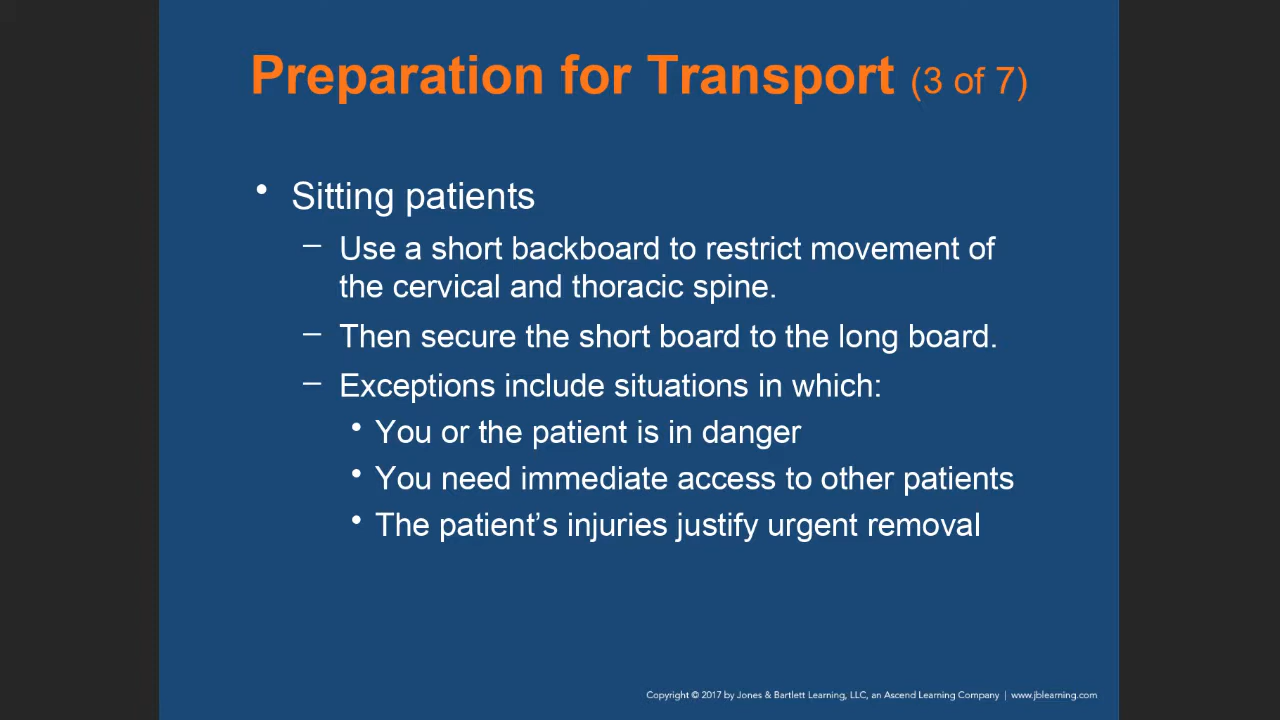 Preparation for Transport (3 of 7)
• Sitting patients
– Use a short backboard to restrict movement of
the cervical and thoracic spine.
– Then secure the short board to the long board.
– Exceptions include situations in which:
• You or the patient is in danger
• You need immediate access to other patients
• The patient’s injuries justify urgent removal
Copyright © 2017 by Jones & Bartlett Learning, LLC, an Ascend Learning Company | www.jblearning.com